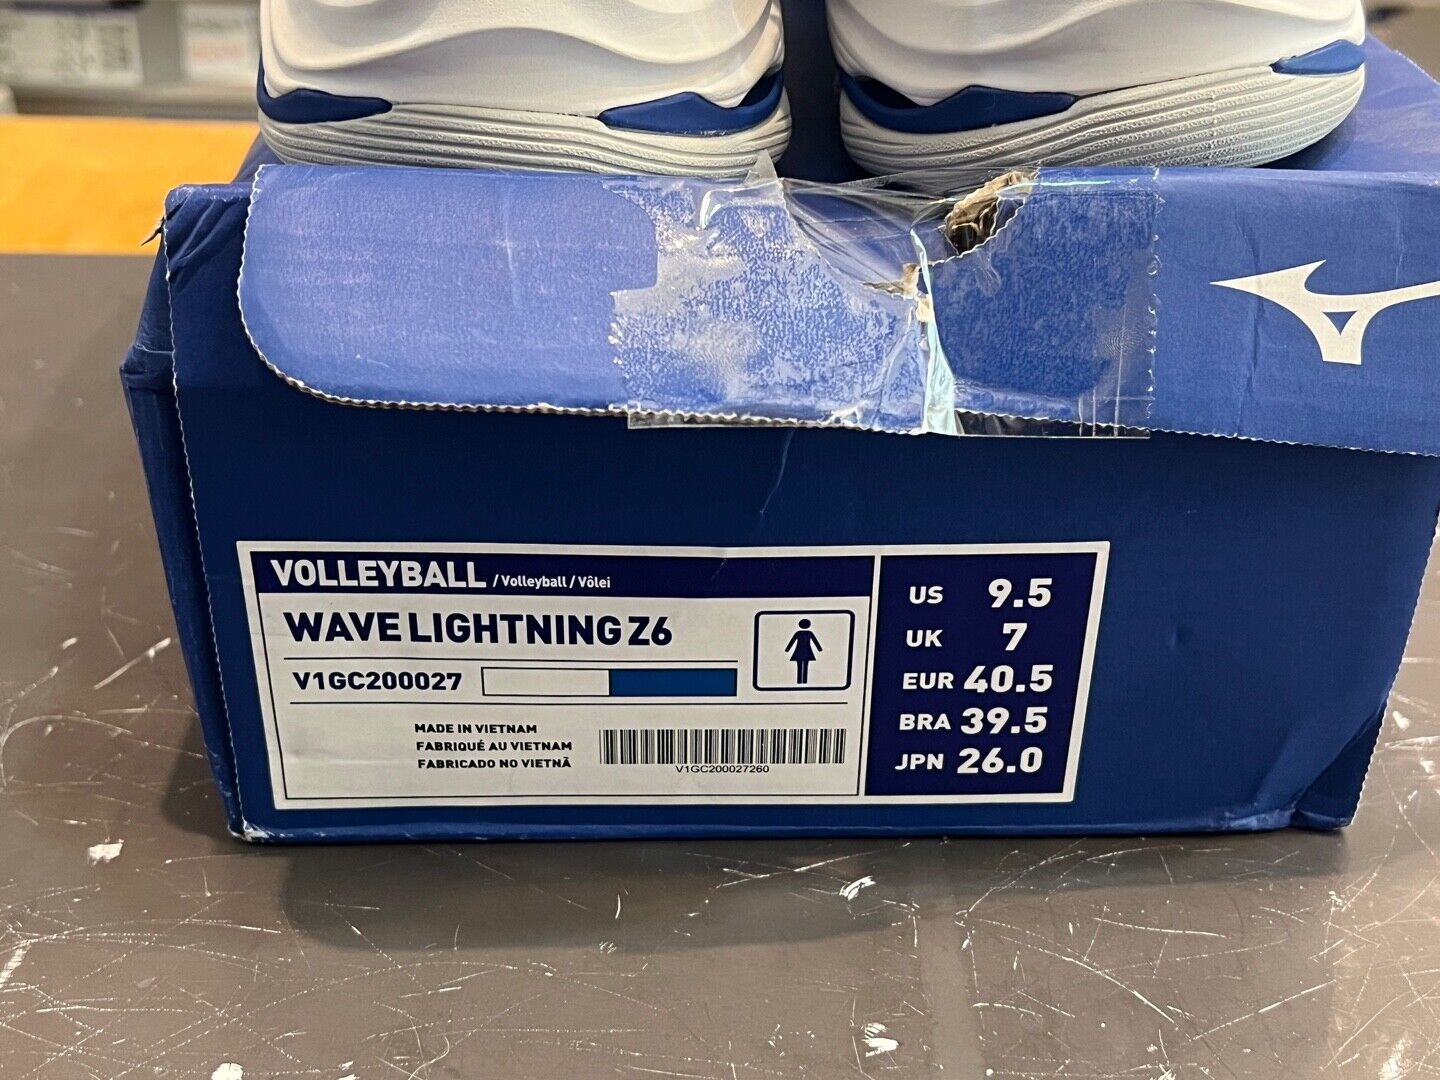 VOLLEYBALL / Volleyball / Vôlei
WAVE LIGHTNING Z6
V1GC200027
MADE IN VIETNAM
FABRIQUÉ AU VIETNAM
FABRICADO NO VIETNÃ
V1GC200027260
US 9.5
UK 7
EUR 40.5
BRA 39.5
JPN 26.0